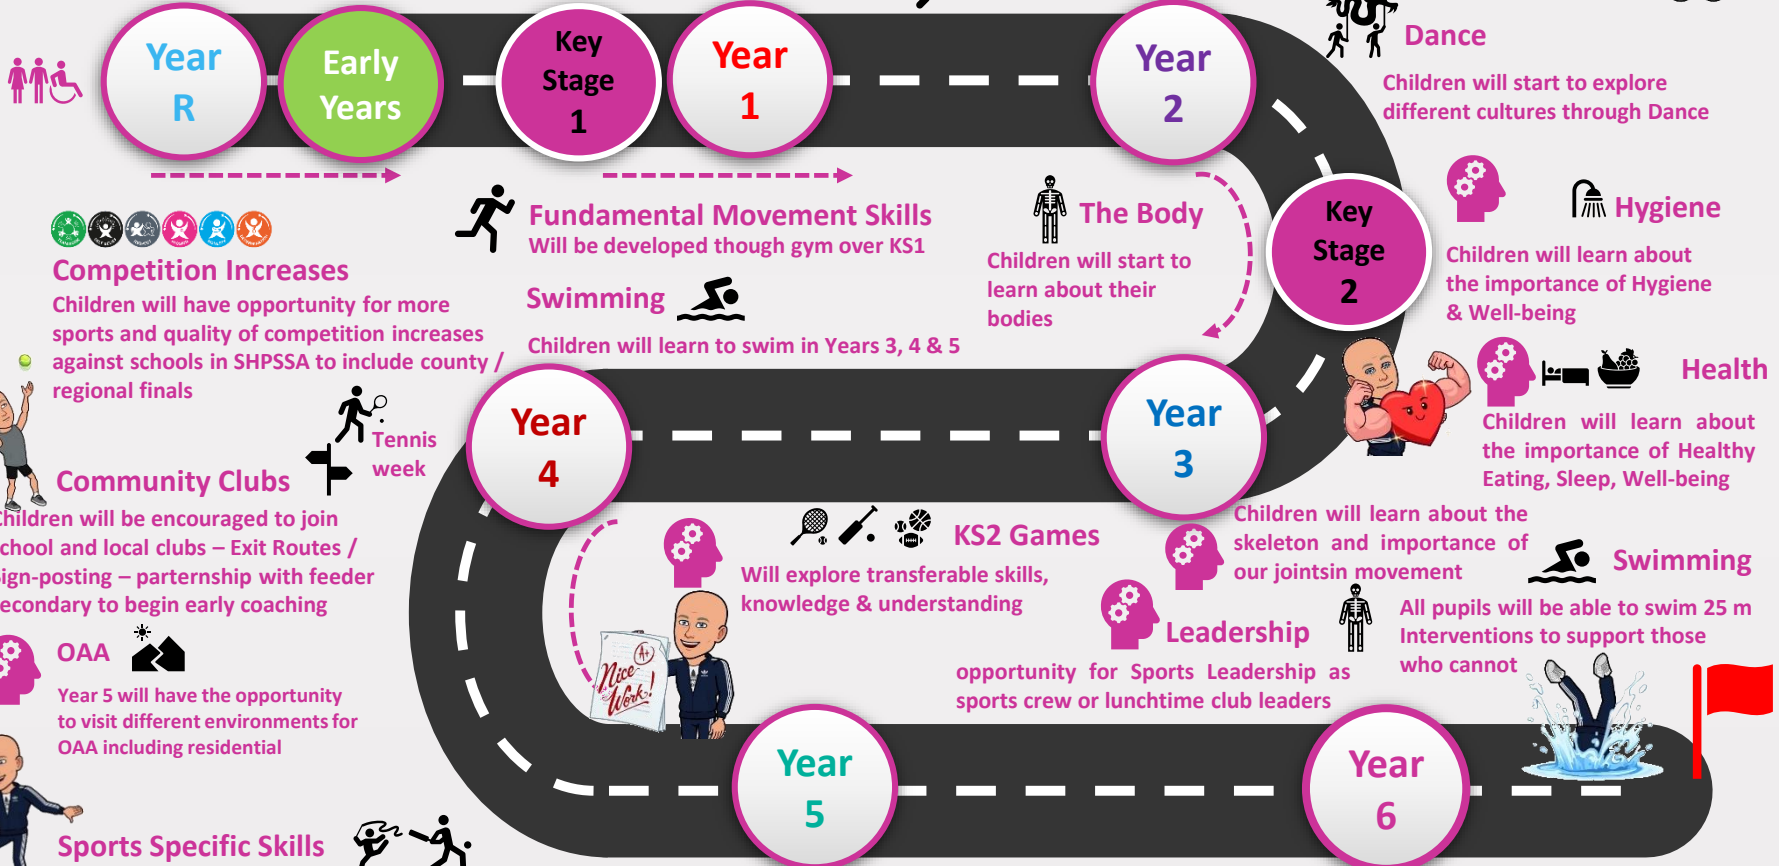 Year
R
Early
Years
Key
Stage
1
Year
1
Year
2
Dance
Children will start to explore
different cultures through Dance
Key
Stage
2
Hygiene
Children will learn about
the importance of Hygiene
& Well-being
Fundamental Movement Skills
Will be developed though gym over KS1
The Body
Children will start to
learn about their
bodies
Competition Increases
Children will have opportunity for more
sports and quality of competition increases
against schools in SHPSSA to include county /
regional finals
Swimming
Children will learn to swim in Years 3, 4 & 5
Health
Children will learn about
the importance of Healthy
Eating, Sleep, Well-being
Year
3
Year
4
Tennis
week
Community Clubs
Children will be encouraged to join
school and local clubs – Exit Routes /
Sign-posting – parternship with feeder
secondary to begin early coaching
KS2 Games
Will explore transferable skills,
knowledge & understanding
Children will learn about the
skeleton and importance of
our jointsin movement
Swimming
All pupils will be able to swim 25 m
Interventions to support those
who cannot
Leadership
opportunity for Sports Leadership as
sports crew or lunchtime club leaders
A+
Nice
Work!
OAA
Year 5 will have the opportunity
to visit different environments for
OAA including residential
Year
5
Year
6
Sports Specific Skills